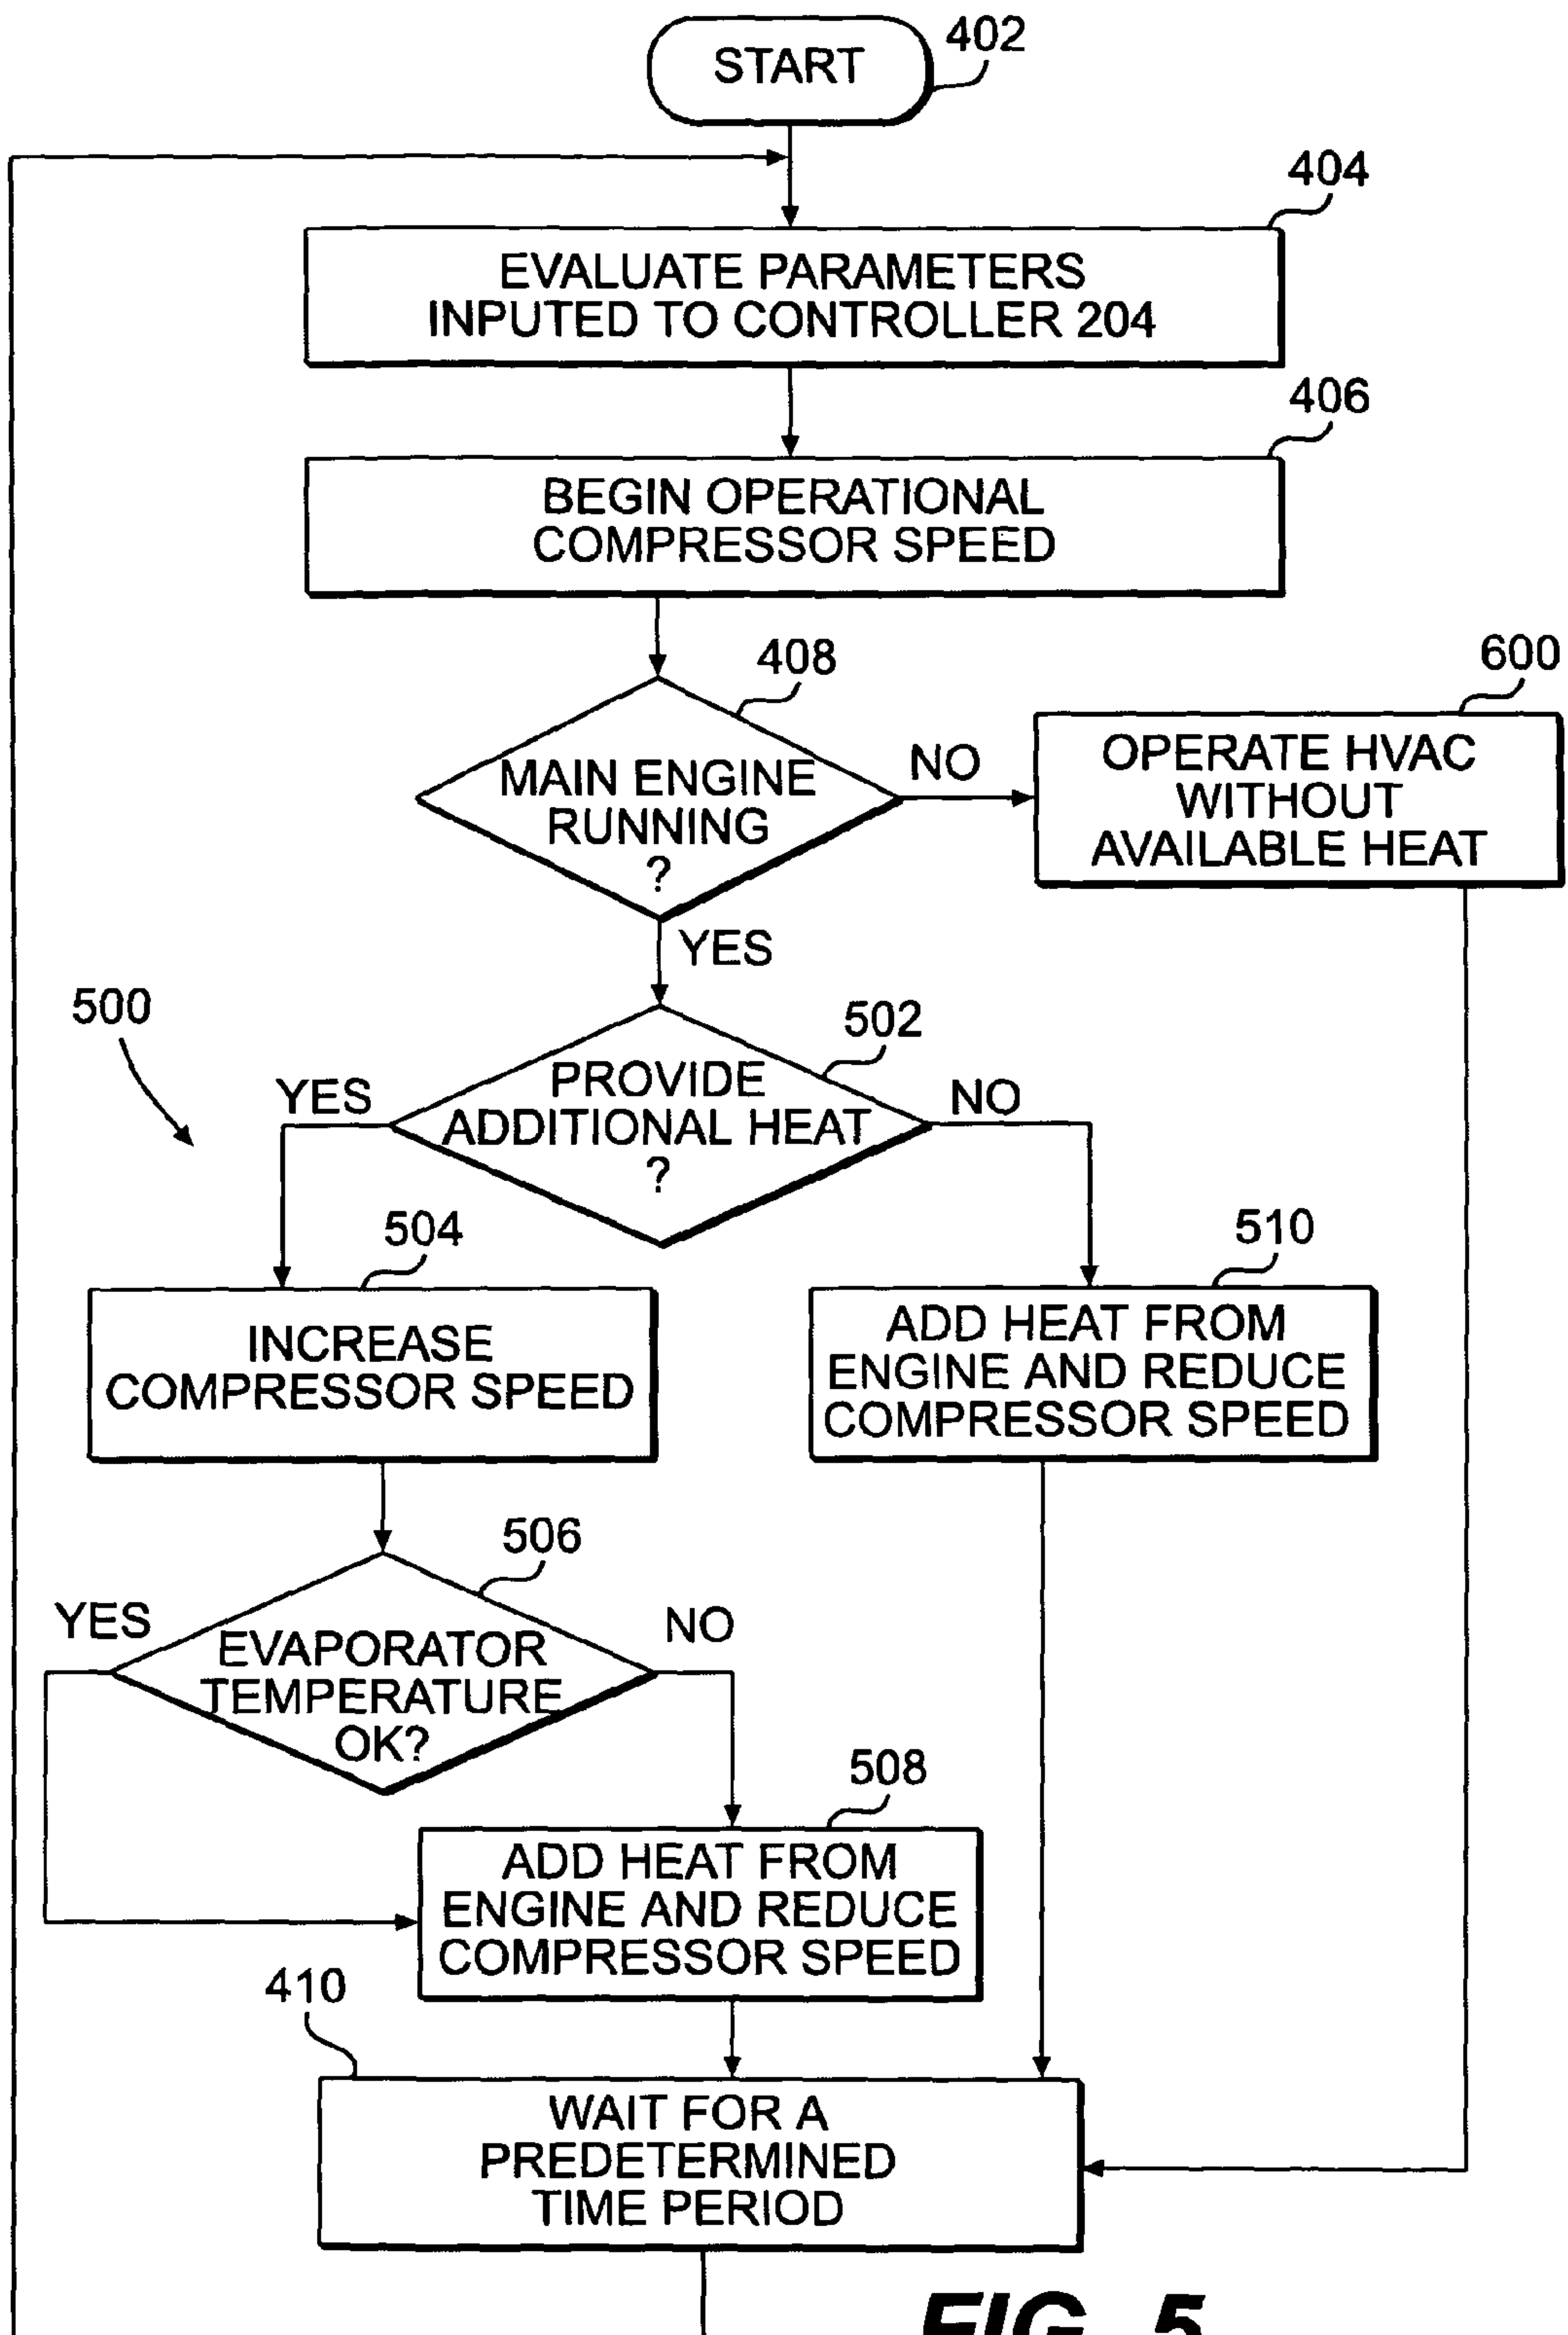 START
402
404
EVALUATE PARAMETERS
INPUTED TO CONTROLLER 204
406
BEGIN OPERATIONAL
COMPRESSOR SPEED
408
MAIN ENGINE
RUNNING
?
NO
600
OPERATE HVAC
WITHOUT
AVAILABLE HEAT
YES
500
502
PROVIDE
ADDITIONAL HEAT
?
YES
NO
504
INCREASE
COMPRESSOR SPEED
510
ADD HEAT FROM
ENGINE AND REDUCE
COMPRESSOR SPEED
506
EVAPORATOR
TEMPERATURE
OK?
YES
NO
508
ADD HEAT FROM
ENGINE AND REDUCE
COMPRESSOR SPEED
410
WAIT FOR A
PREDETERMINED
TIME PERIOD
FIG. 5